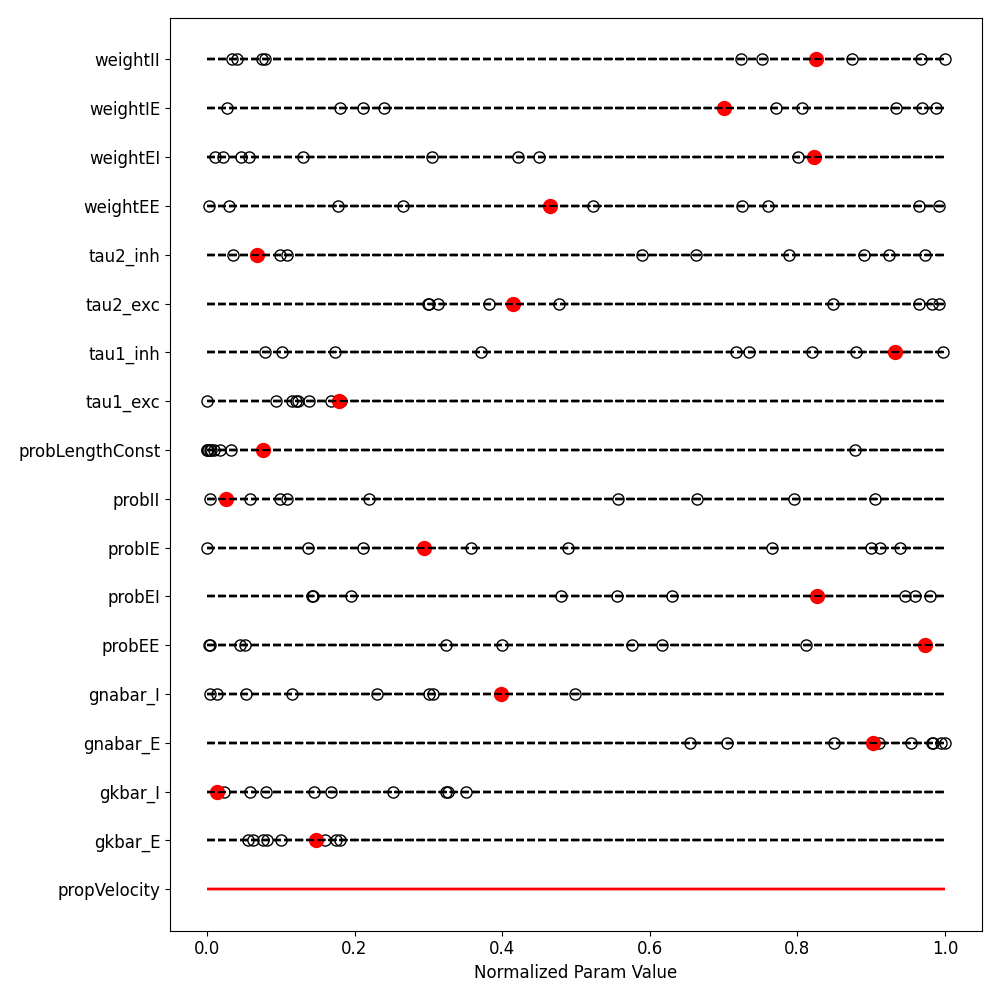 weightII
weightIE
weightEI
weightEE
tau2_inh
tau2_exc
tau1_inh
tau1_exc
probLengthConst
probII
probIE
probEI
probEE
gnabar_I
gnabar_E
gkbar_I
gkbar_E
propVelocity
0.0 0.2 0.4 0.6 0.8 1.0
Normalized Param Value